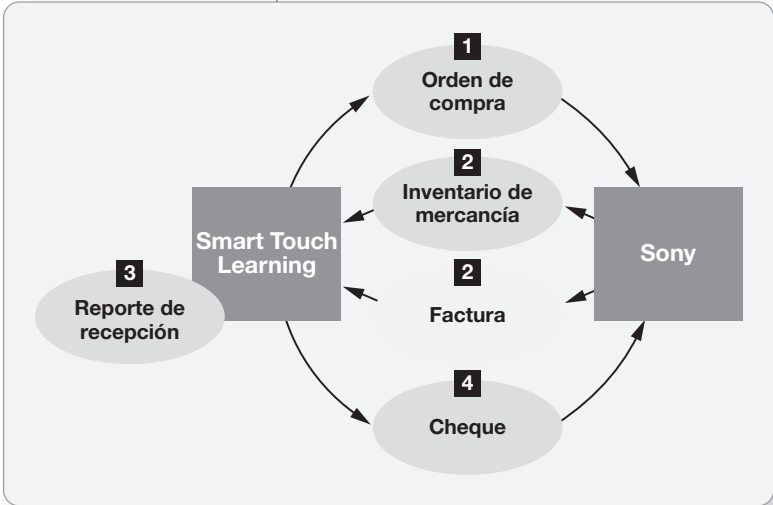 1
Orden de
compra
2
Inventario de
mercancía
Smart Touch
Learning
Sony
3
Reporte de
recepción
2
Factura
4
Cheque